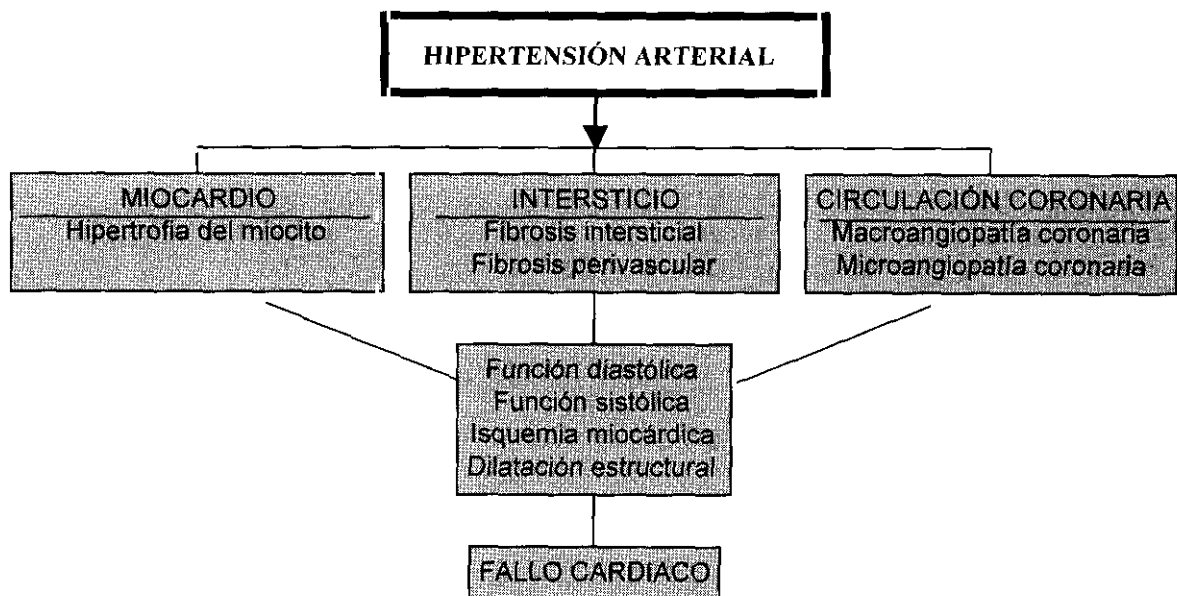 HIPERTENSIÓN ARTERIAL
MIOCARDIO
Hipertrofia del miocito
INTERSTICIO
Fibrosis intersticial
Fibrosis perivascular
CIRCULACIÓN CORONARIA
Macroangiopatía coronaria
Microangiopatía coronaria
Función diastólica
Función sistólica
Isquemia miocárdica
Dilatación estructural
FALLO CARDIACO